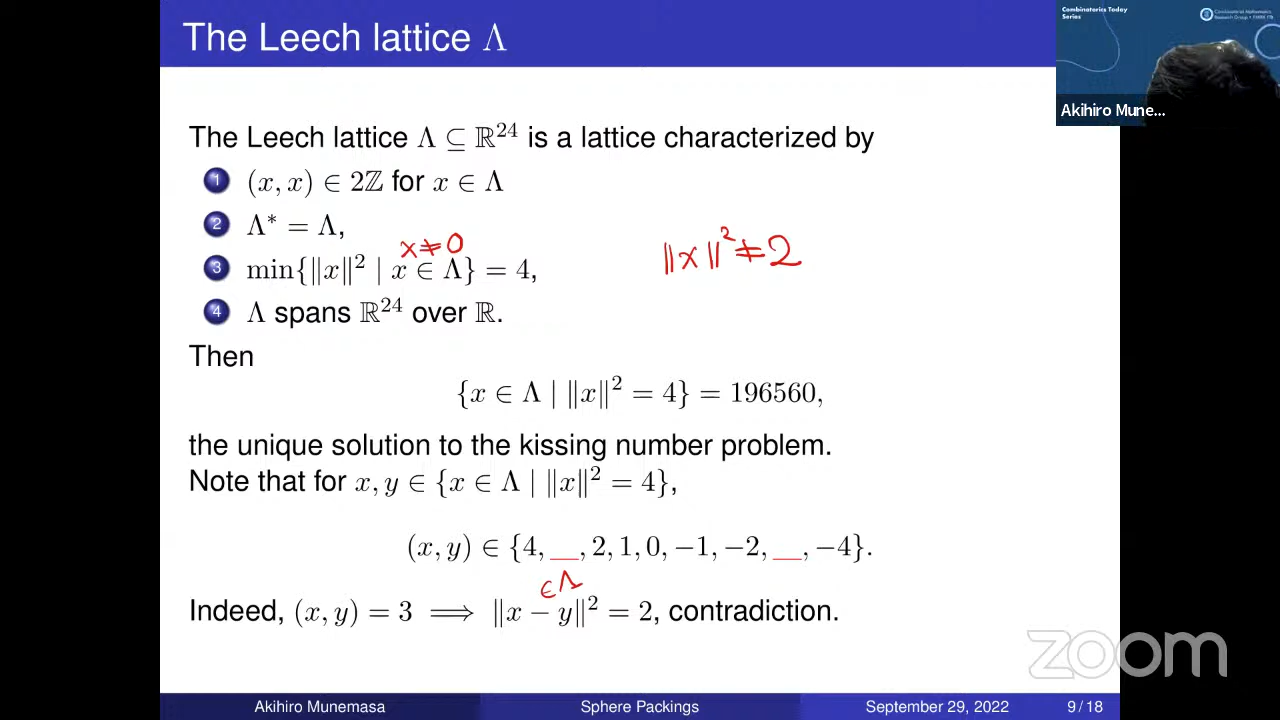 The Leech lattice Λ
Combinatorics Today
Series
Akihiro Mune...
The Leech lattice Λ ⊆ ℝ²⁴ is a lattice characterized by
1 (x, x) ∈ 2ℤ for x ∈ Λ
2 Λ* = Λ,
x ≠ 0
‖x‖² ≠ 2
3 min{‖x‖² | x ∈ Λ} = 4,
4 Λ spans ℝ²⁴ over ℝ.
Then
{x ∈ Λ | ‖x‖² = 4} = 196560,
the unique solution to the kissing number problem.
Note that for x, y ∈ {x ∈ Λ | ‖x‖² = 4},
(x, y) ∈ {4, __, 2, 1, 0, −1, −2, __, −4}.
∈ Λ
Indeed, (x, y) = 3 ⟹ ‖x − y‖² = 2, contradiction.
zoom
Akihiro Munemasa Sphere Packings September 29, 2022 9 / 18